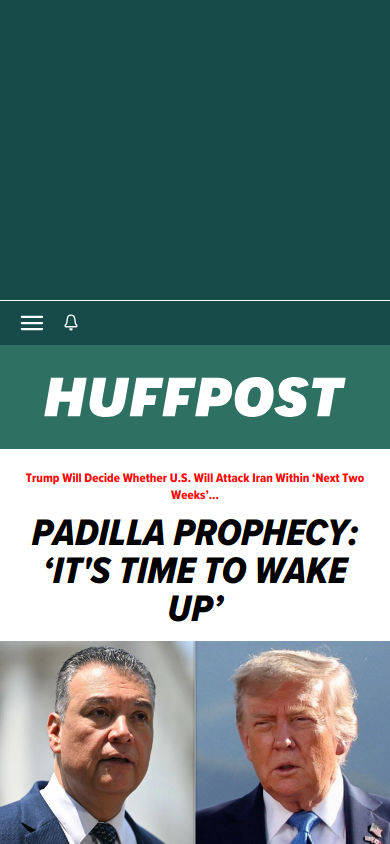 HUFFPOST
Trump Will Decide Whether U.S. Will Attack Iran Within ‘Next Two
Weeks’...
PADILLA PROPHECY:
‘IT'S TIME TO WAKE
UP’